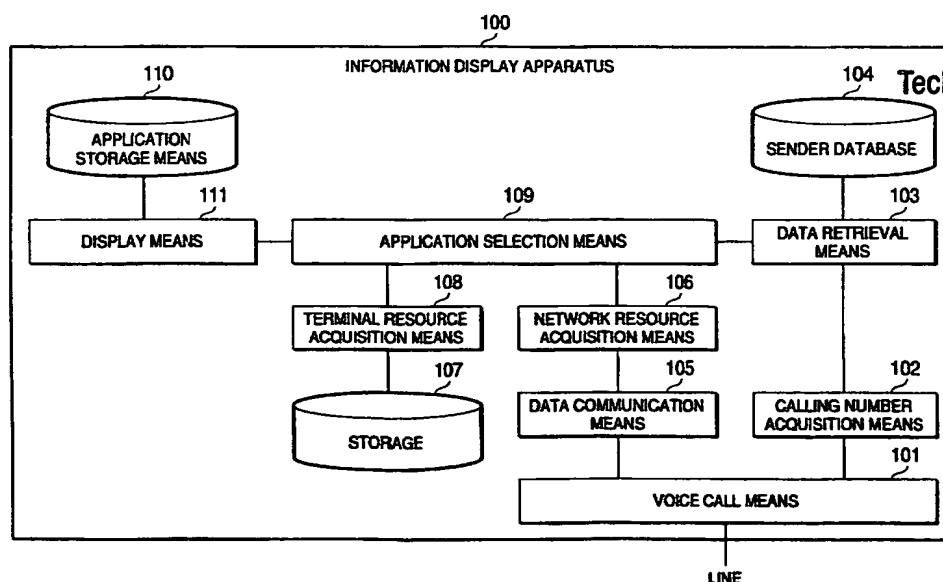 100
INFORMATION DISPLAY APPARATUS
110
104
APPLICATION
STORAGE MEANS
SENDER DATABASE
111
109
103
DISPLAY MEANS
APPLICATION SELECTION MEANS
DATA RETRIEVAL
MEANS
108
106
TERMINAL RESOURCE
ACQUISITION MEANS
NETWORK RESOURCE
ACQUISITION MEANS
107
105
102
STORAGE
DATA COMMUNICATION
MEANS
CALLING NUMBER
ACQUISITION MEANS
101
VOICE CALL MEANS
LINE